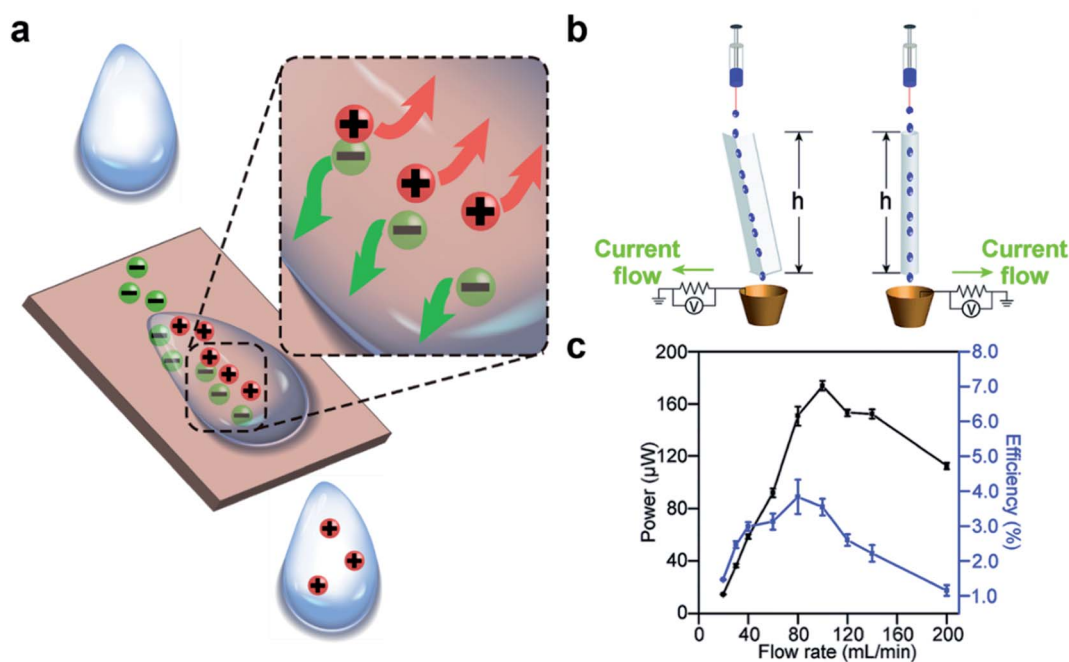 a
b
h
h
Current
flow
Current
flow
V
V
c
200
160
120
80
40
0
Power (μW)
8.0
7.0
6.0
5.0
4.0
3.0
2.0
1.0
Efficiency (%)
0 40 80 120 160 200
Flow rate (mL/min)